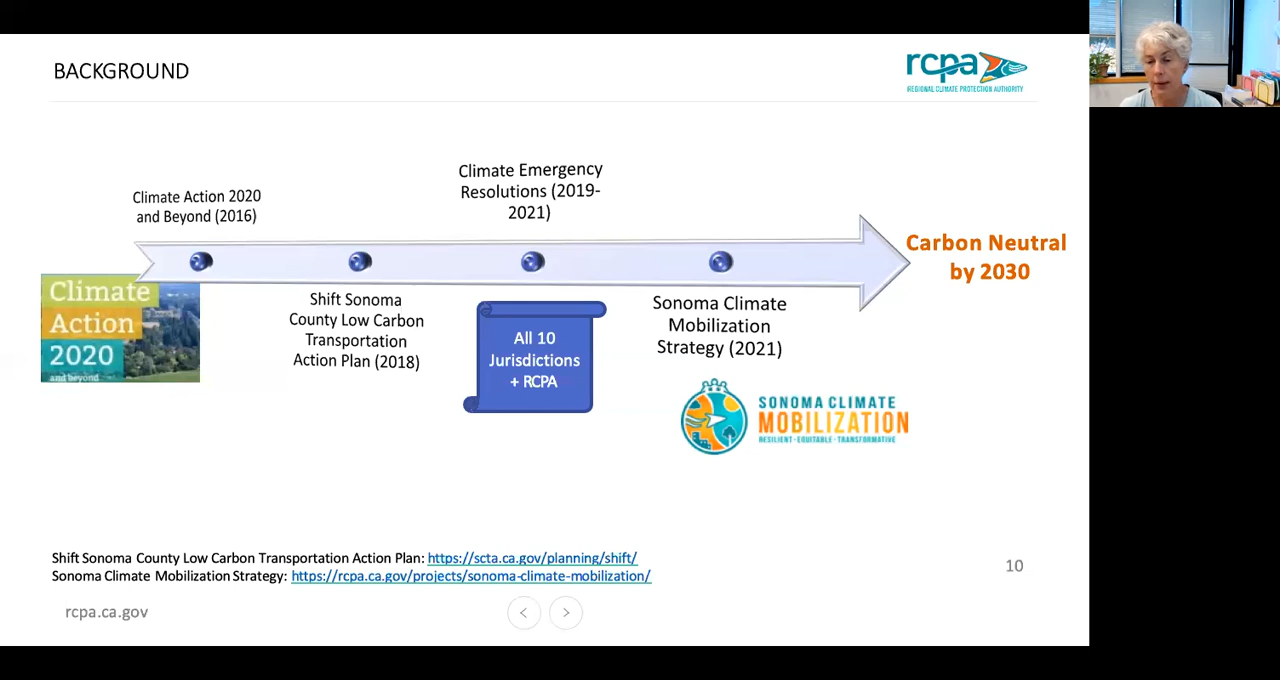 BACKGROUND
rcpa
REGIONAL CLIMATE PROTECTION AUTHORITY
Climate Action 2020
and Beyond (2016)
Climate Emergency
Resolutions (2019-
2021)
Carbon Neutral
by 2030
Climate
Action
2020
and beyond
Shift Sonoma
County Low Carbon
Transportation
Action Plan (2018)
All 10
Jurisdictions
+ RCPA
Sonoma Climate
Mobilization
Strategy (2021)
SONOMA CLIMATE
MOBILIZATION
RESILIENT·EQUITABLE·TRANSFORMATIVE
Shift Sonoma County Low Carbon Transportation Action Plan: https://scta.ca.gov/planning/shift/
Sonoma Climate Mobilization Strategy: https://rcpa.ca.gov/projects/sonoma-climate-mobilization/
10
rcpa.ca.gov